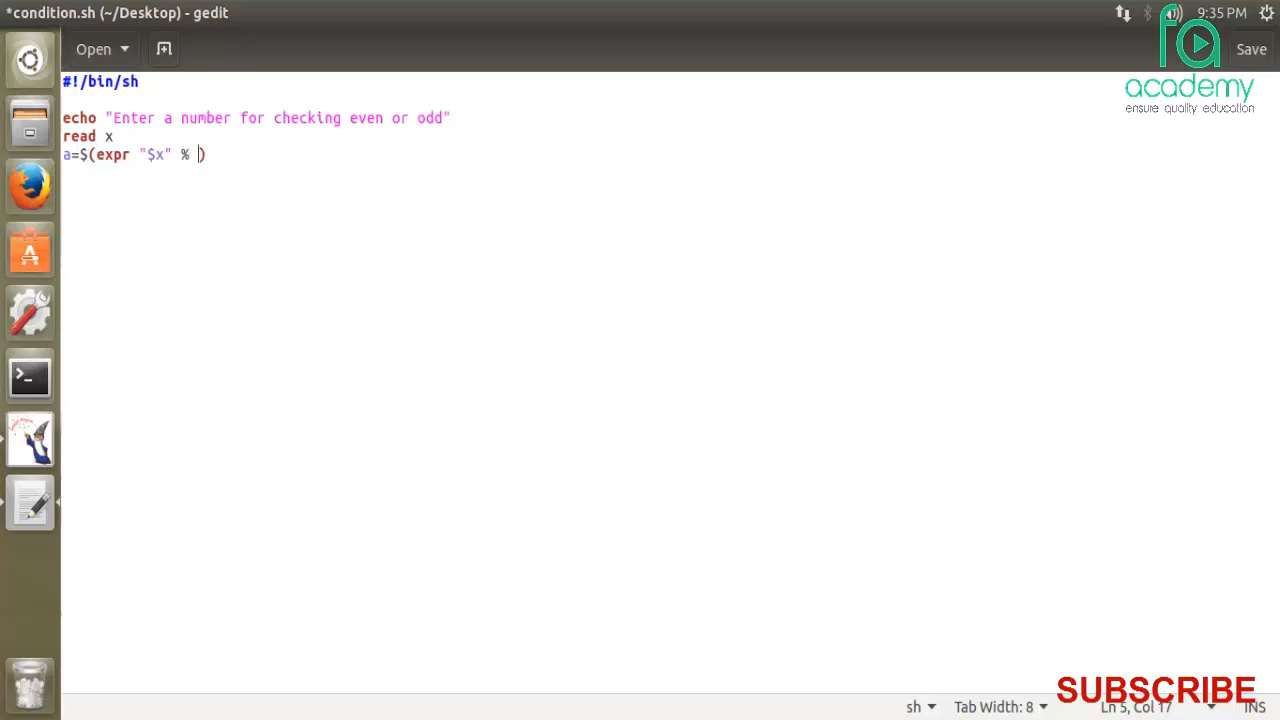 *condition.sh (~/Desktop) - gedit
9:35 PM
Open
Save
fa
academy
ensure quality education
#!/bin/sh
echo "Enter a number for checking even or odd"
read x
a=$(expr "$x" % )
SUBSCRIBE
sh
Tab Width: 8
Ln 5, Col 17
INS